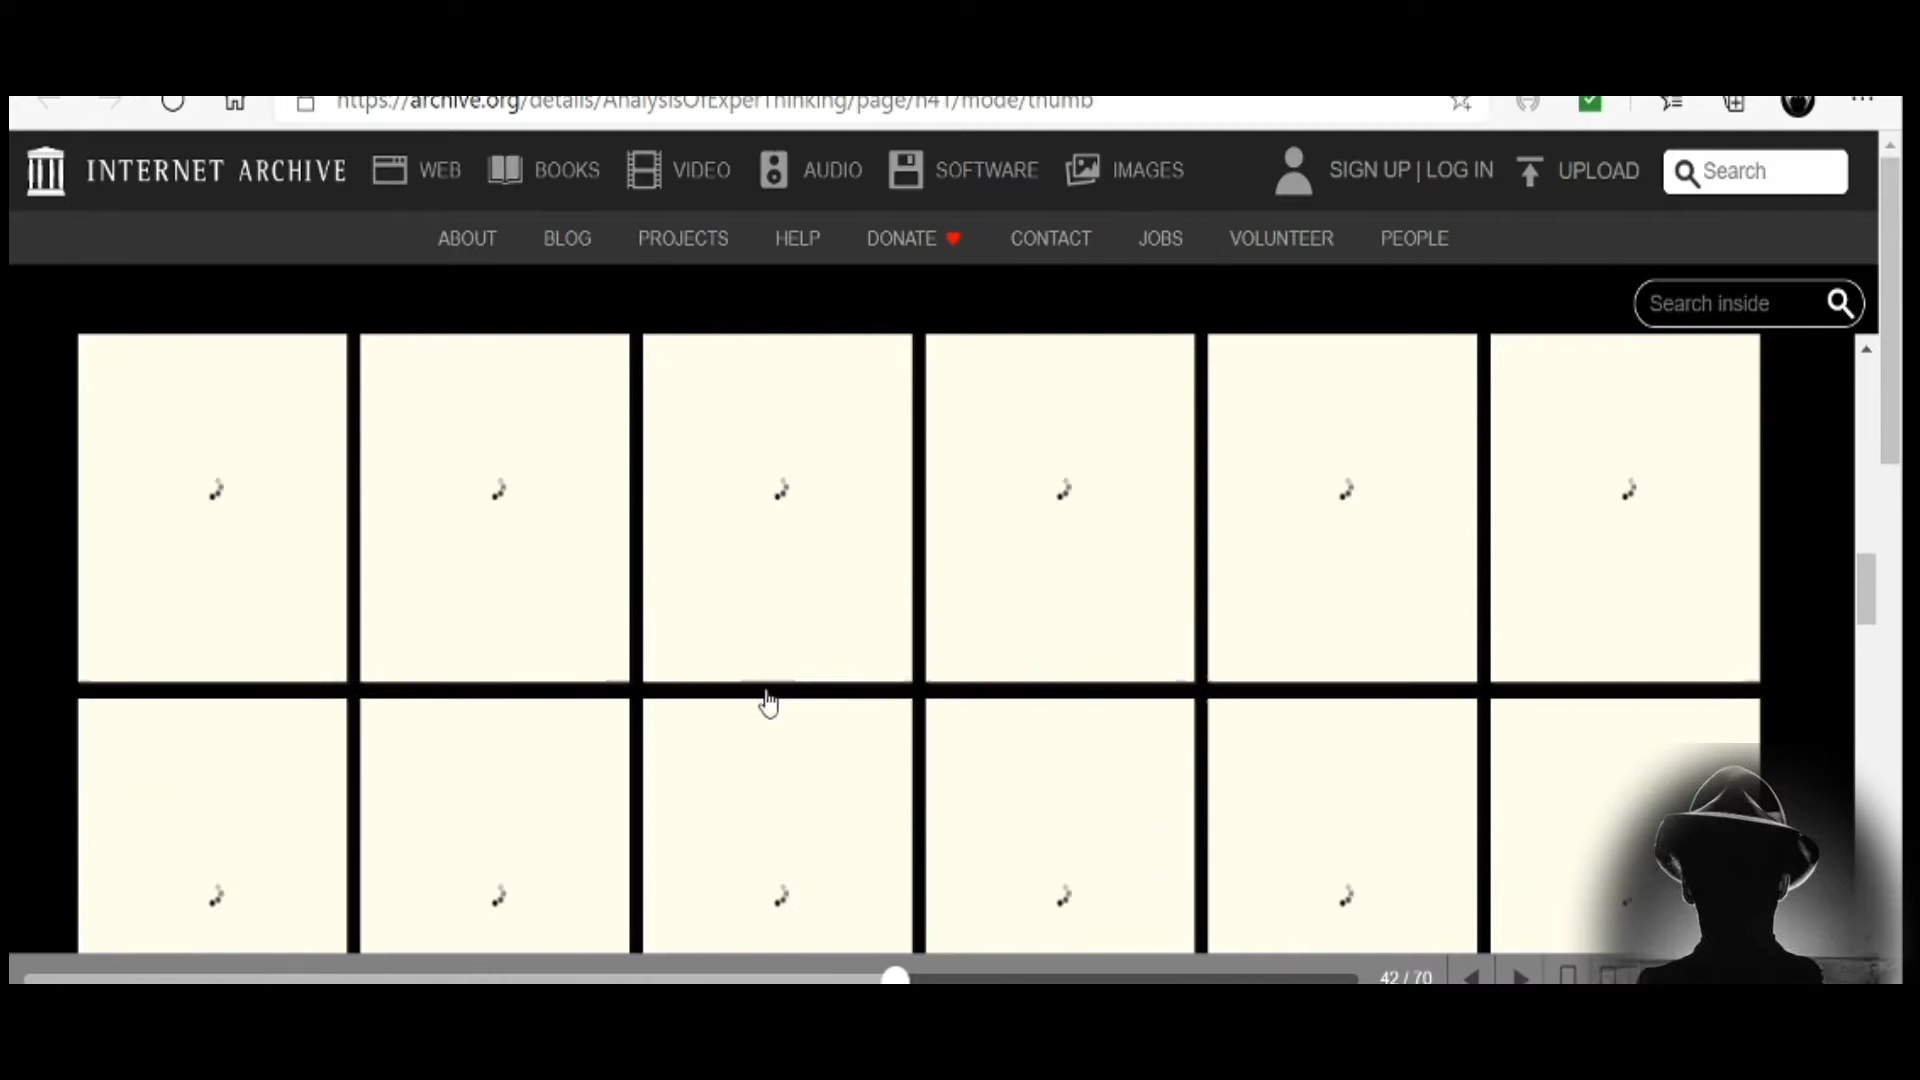 https://archive.org/details/AnalysisOfExperThinking/page/n41/mode/thumb
INTERNET ARCHIVE WEB BOOKS VIDEO AUDIO SOFTWARE IMAGES SIGN UP | LOG IN UPLOAD Search
ABOUT BLOG PROJECTS HELP DONATE CONTACT JOBS VOLUNTEER PEOPLE
Search inside
42 / 70